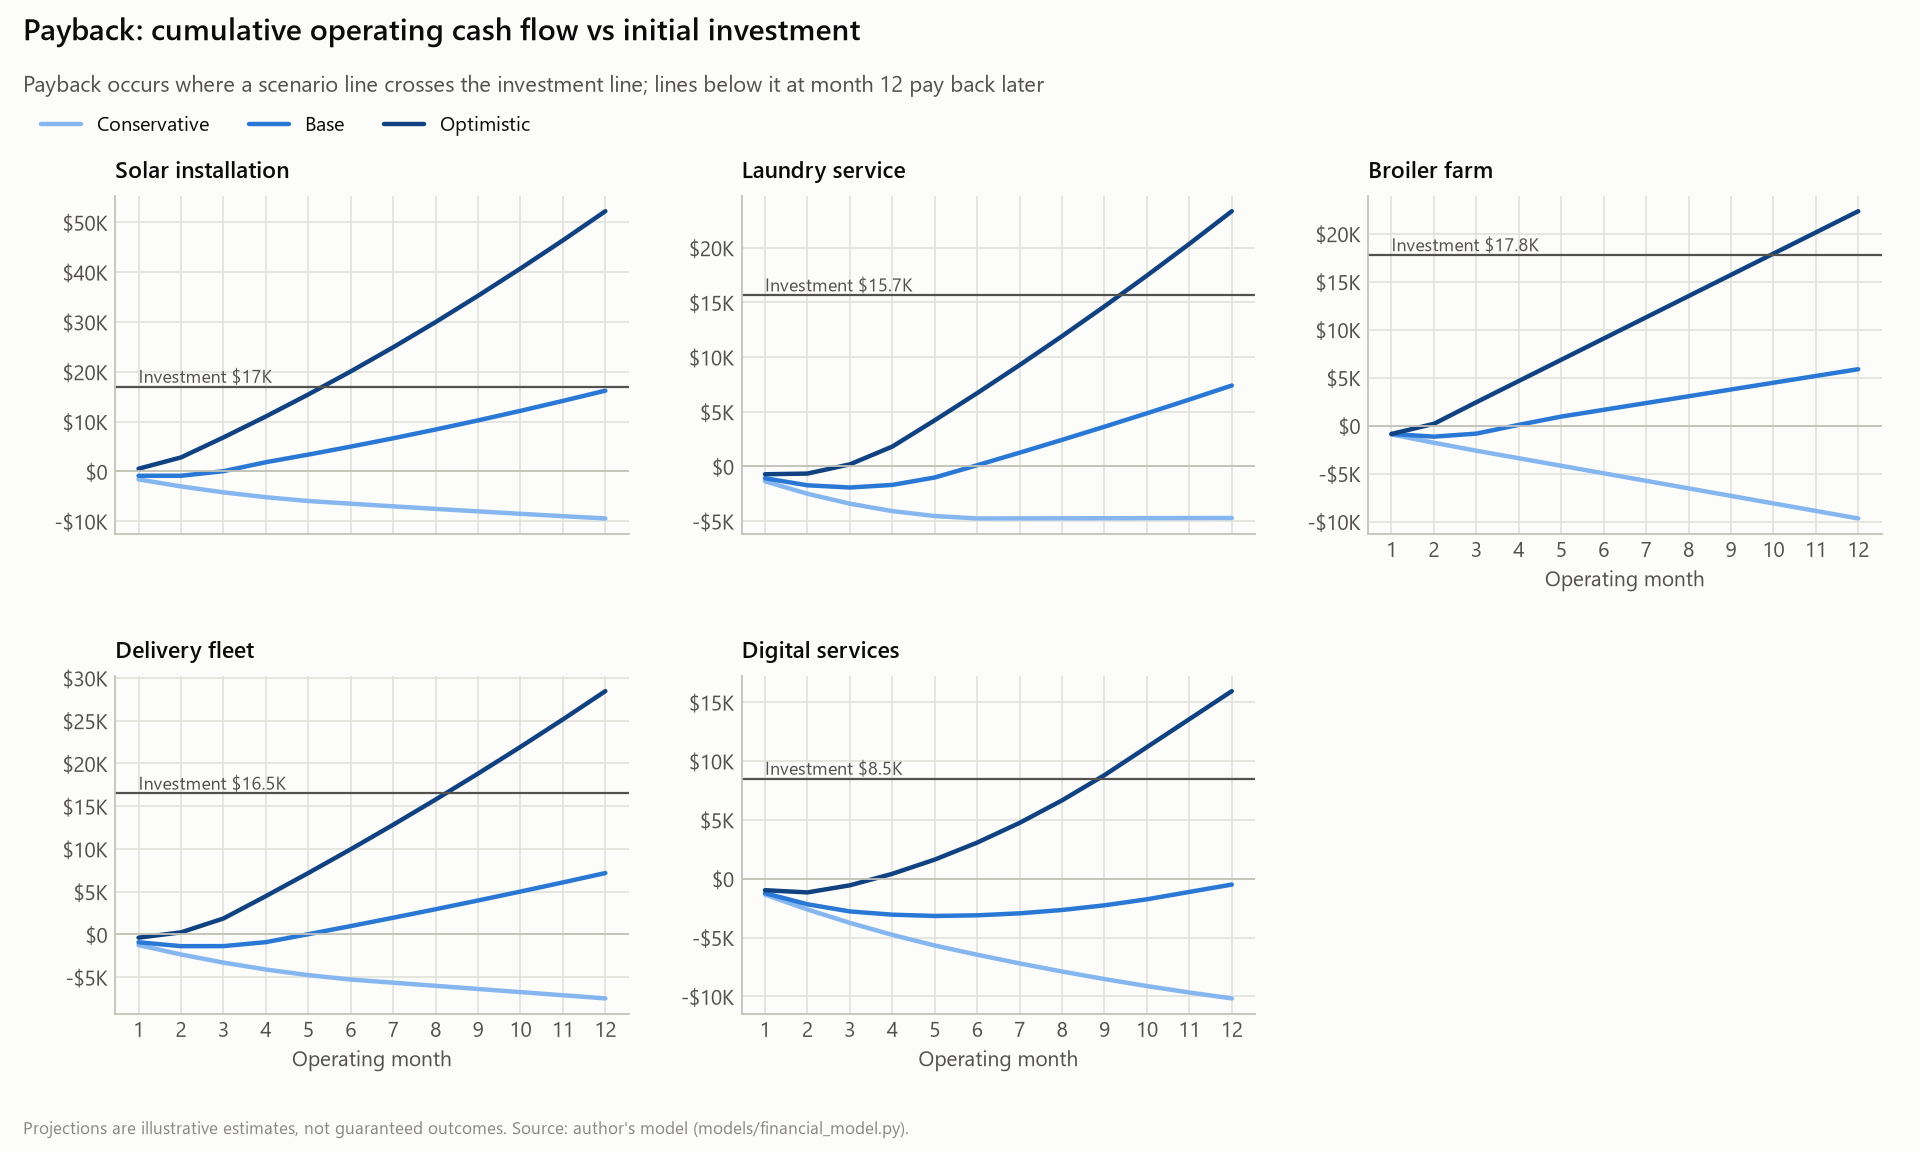 Payback: cumulative operating cash flow vs initial investment
Payback occurs where a scenario line crosses the investment line; lines below it at month 12 pay back later
Conservative Base Optimistic
Solar installation
$50K
$40K
$30K
$20K
$10K
$0
-$10K
Investment $17K
Laundry service
$20K
$15K
$10K
$5K
$0
-$5K
Investment $15.7K
Broiler farm
$20K
$15K
$10K
$5K
$0
-$5K
-$10K
Investment $17.8K
1 2 3 4 5 6 7 8 9 10 11 12
Operating month
Delivery fleet
$30K
$25K
$20K
$15K
$10K
$5K
$0
-$5K
Investment $16.5K
1 2 3 4 5 6 7 8 9 10 11 12
Operating month
Digital services
$15K
$10K
$5K
$0
-$5K
-$10K
Investment $8.5K
1 2 3 4 5 6 7 8 9 10 11 12
Operating month
Projections are illustrative estimates, not guaranteed outcomes. Source: author's model (models/financial_model.py).